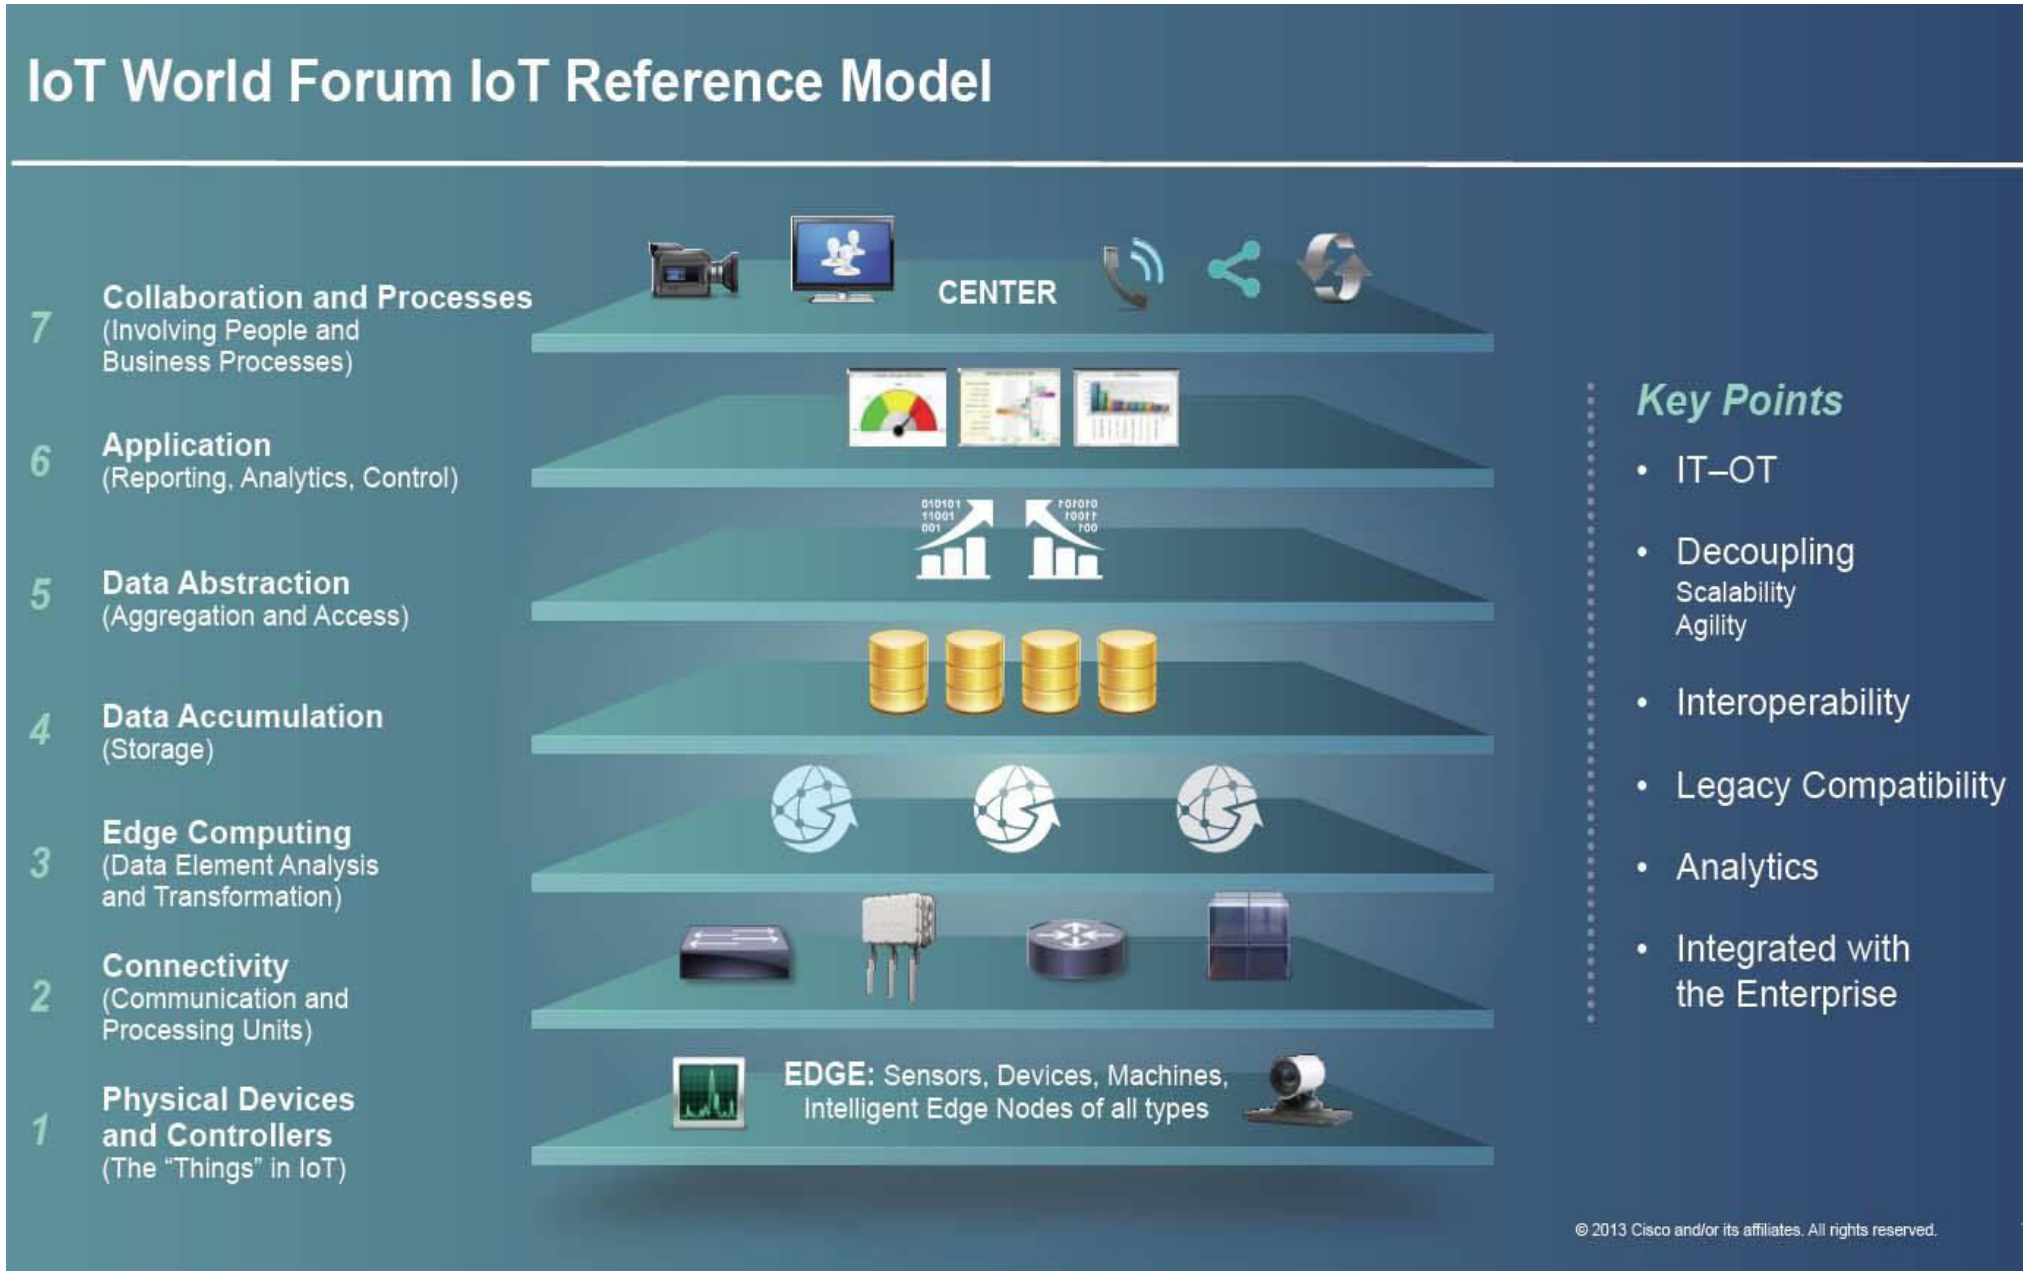 IoT World Forum IoT Reference Model
7
Collaboration and Processes
(Involving People and
Business Processes)
CENTER
6
Application
(Reporting, Analytics, Control)
5
Data Abstraction
(Aggregation and Access)
010101
11001
001
4
Data Accumulation
(Storage)
3
Edge Computing
(Data Element Analysis
and Transformation)
2
Connectivity
(Communication and
Processing Units)
1
Physical Devices
and Controllers
(The “Things” in IoT)
EDGE: Sensors, Devices, Machines,
Intelligent Edge Nodes of all types
Key Points
• IT–OT
• Decoupling
Scalability
Agility
• Interoperability
• Legacy Compatibility
• Analytics
• Integrated with
the Enterprise
© 2013 Cisco and/or its affiliates. All rights reserved.